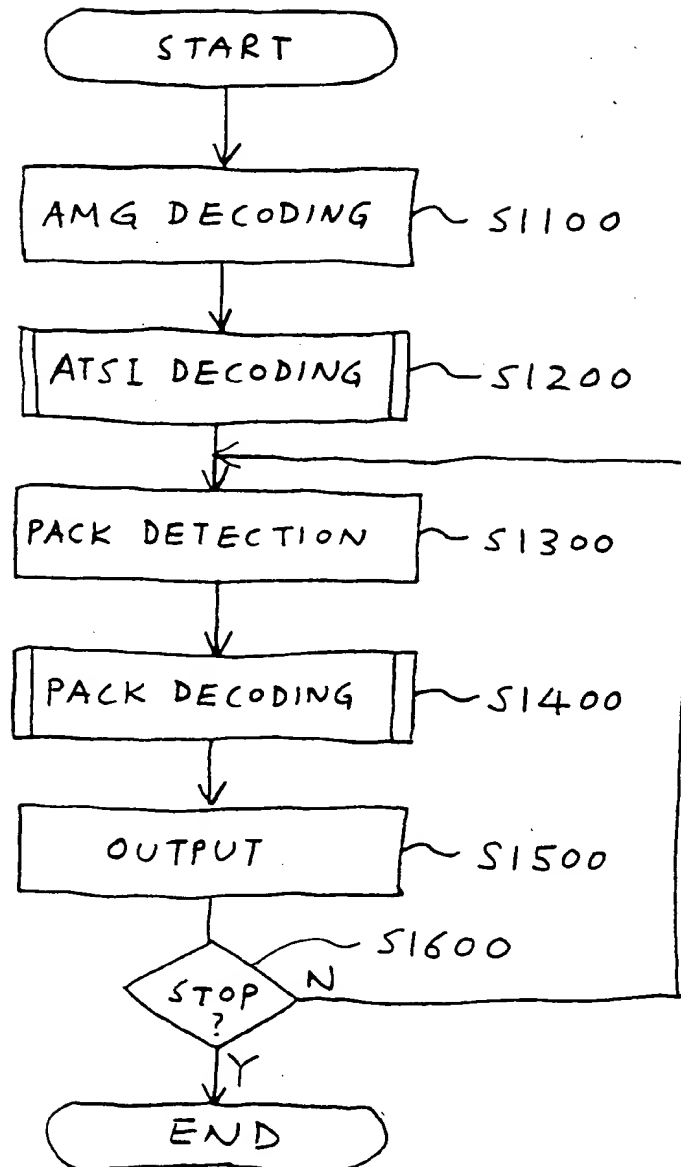 START
AMG DECODING S1100
ATSI DECODING S1200
PACK DETECTION S1300
PACK DECODING S1400
OUTPUT S1500
S1600
STOP N
?
Y
END